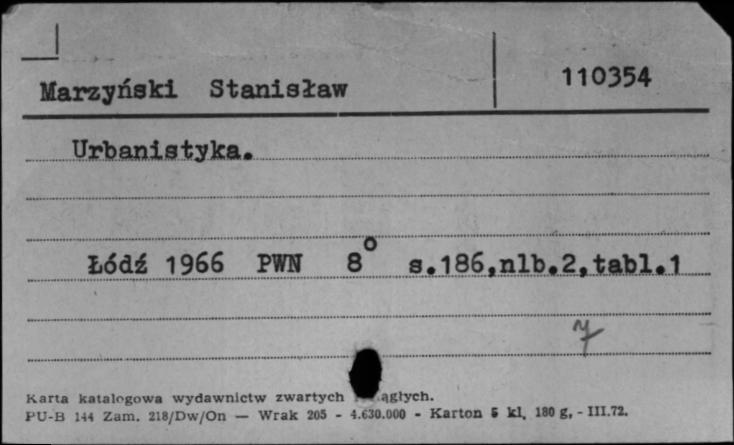 Marzyński Stanisław 110354
Urbanistyka.
Łódź 1966 PWN 8° s.186,nlb.2,tabl.1
Karta katalogowa wydawnictw zwartych ągłych.
PU-B 144 Zam. 218/Dw/On — Wrak 205 - 4.630.000 - Karton 5 kl, 180 g, - III.72.